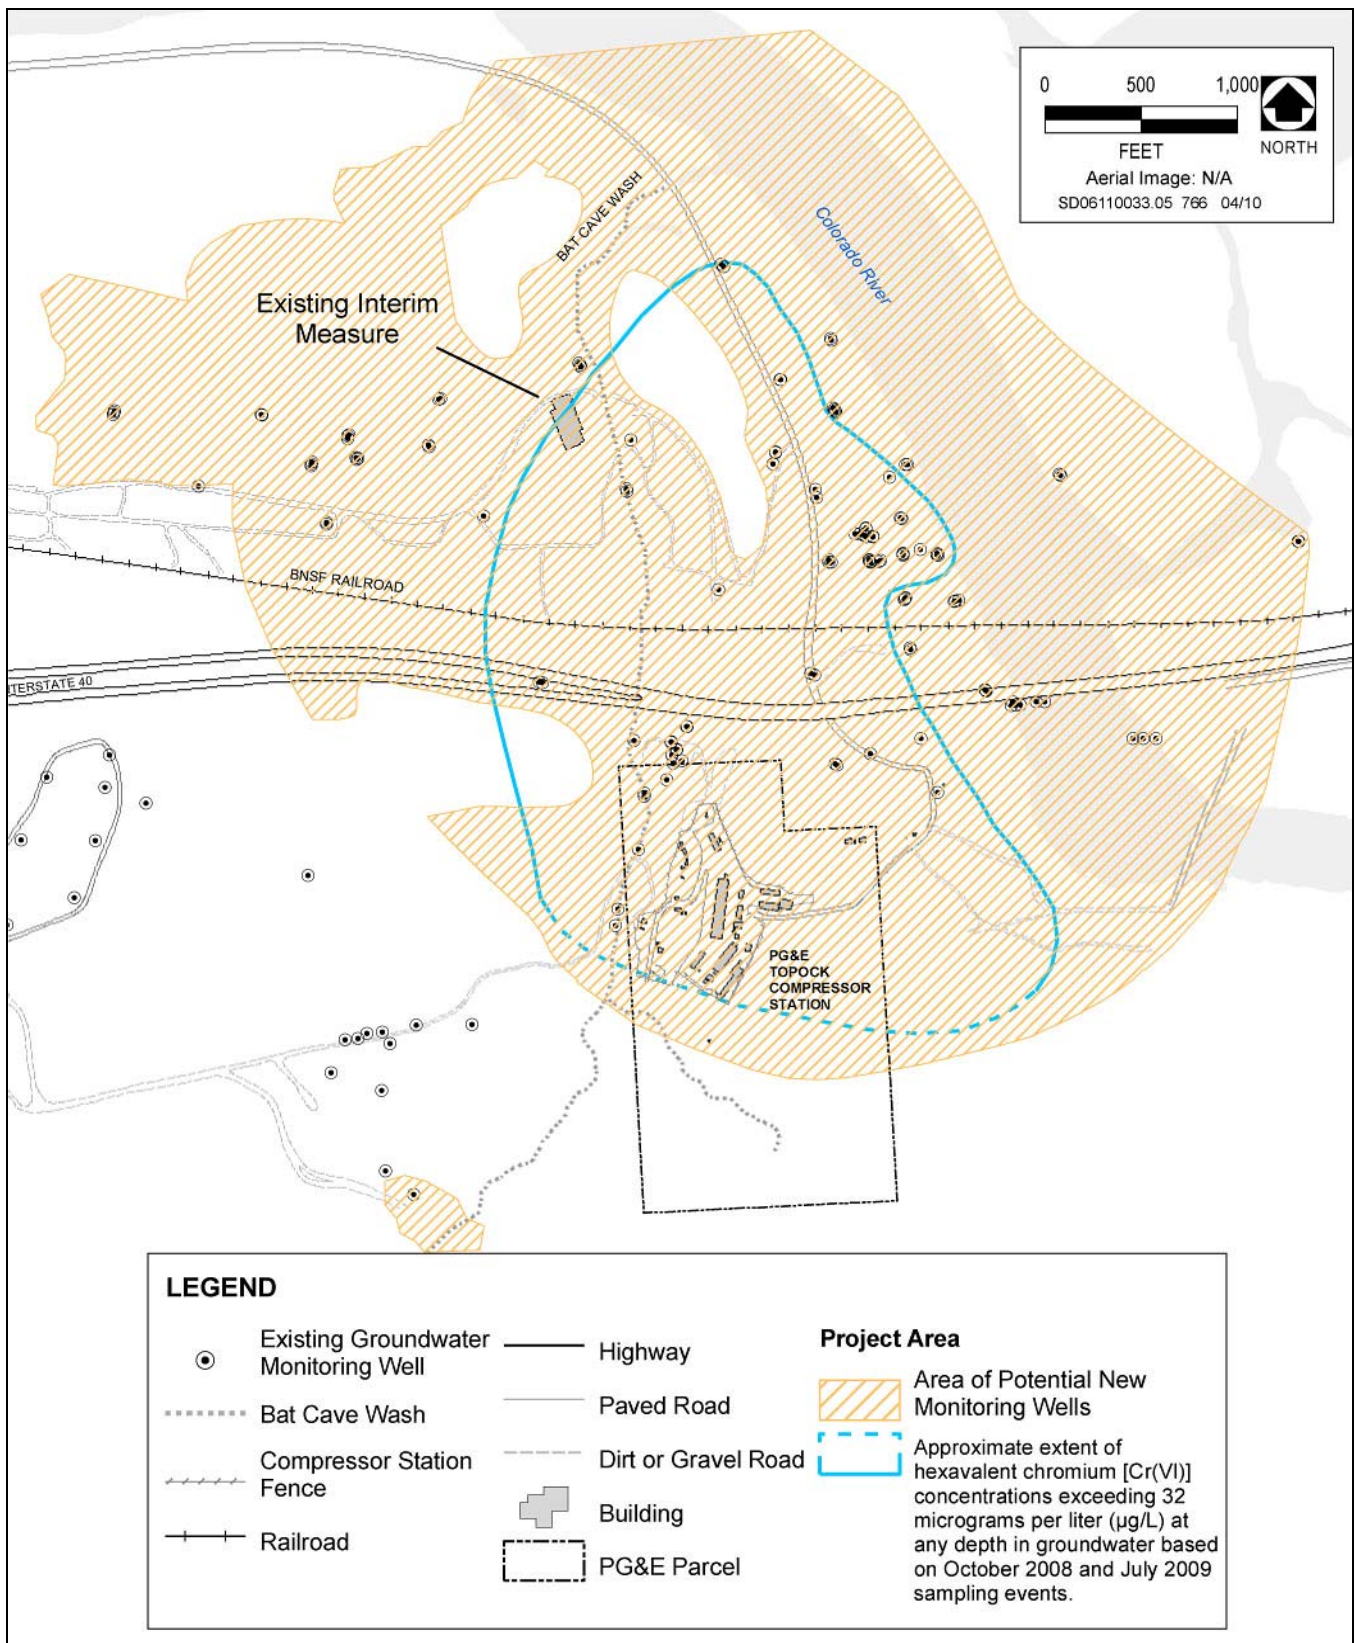 0 500 1,000
FEET
NORTH
Aerial Image: N/A
SD06110033.05 766 04/10
BAT CAVE WASH
Colorado River
Existing Interim
Measure
BNSF RAILROAD
NTERSTATE 40
PG&E
TOPOCK
COMPRESSOR
STATION
LEGEND
Existing Groundwater
Monitoring Well
Bat Cave Wash
Compressor Station
Fence
Railroad
Highway
Paved Road
Dirt or Gravel Road
Building
PG&E Parcel
Project Area
Area of Potential New
Monitoring Wells
Approximate extent of
hexavalent chromium [Cr(VI)]
concentrations exceeding 32
micrograms per liter (µg/L) at
any depth in groundwater based
on October 2008 and July 2009
sampling events.